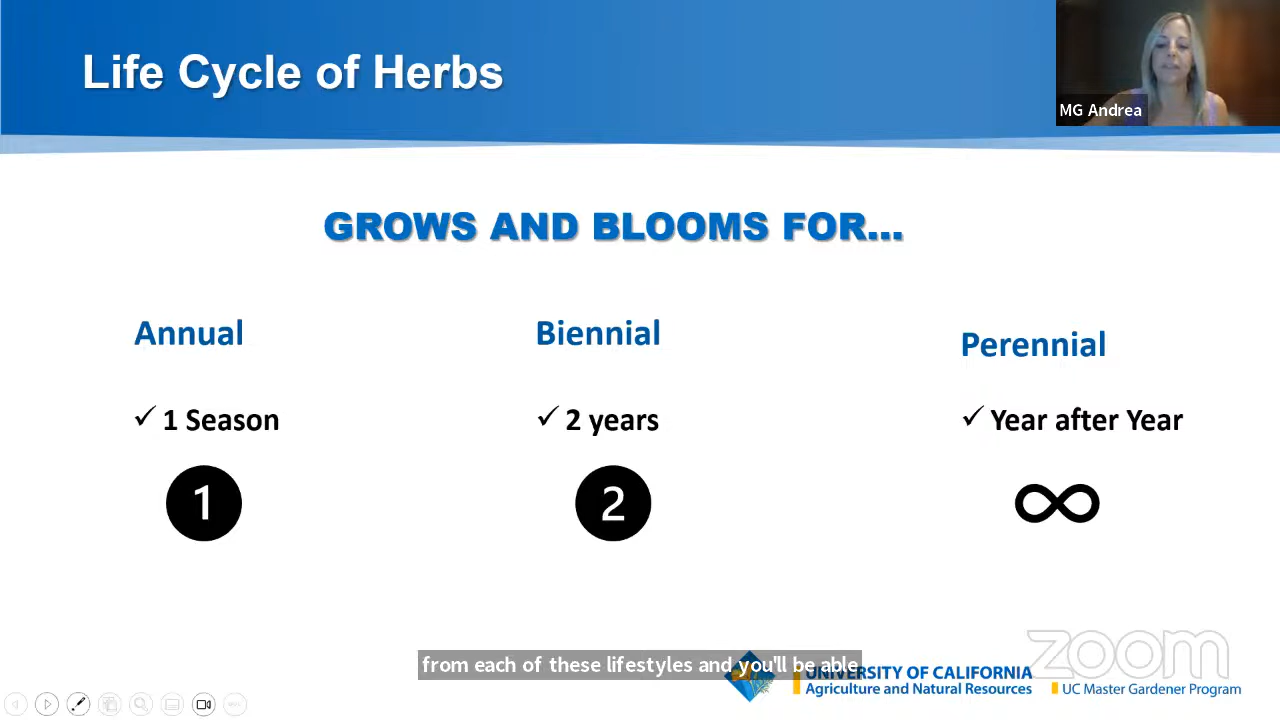 Life Cycle of Herbs
MG Andrea
GROWS AND BLOOMS FOR...
Annual
Biennial
Perennial
✓ 1 Season
✓ 2 years
✓ Year after Year
1
2
∞
zoom
from each of these lifestyles and you'll be able
UNIVERSITY OF CALIFORNIA
Agriculture and Natural Resources
UC Master Gardener Program